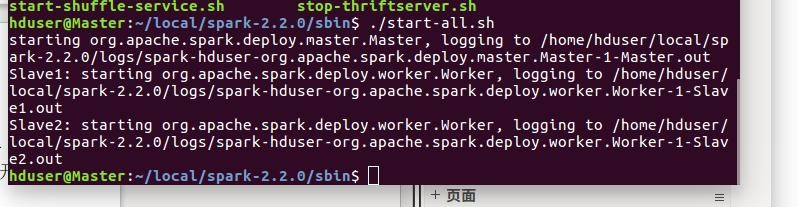 start-shuffle-service.sh stop-thriftserver.sh
hduser@Master:~/local/spark-2.2.0/sbin$ ./start-all.sh
starting org.apache.spark.deploy.master.Master, logging to /home/hduser/local/sp
ark-2.2.0/logs/spark-hduser-org.apache.spark.deploy.master.Master-1-Master.out
Slave1: starting org.apache.spark.deploy.worker.Worker, logging to /home/hduser/
local/spark-2.2.0/logs/spark-hduser-org.apache.spark.deploy.worker.Worker-1-Slav
e1.out
Slave2: starting org.apache.spark.deploy.worker.Worker, logging to /home/hduser/
local/spark-2.2.0/logs/spark-hduser-org.apache.spark.deploy.worker.Worker-1-Slav
e2.out
hduser@Master:~/local/spark-2.2.0/sbin$
+ 页面